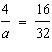 4/a = 16/32